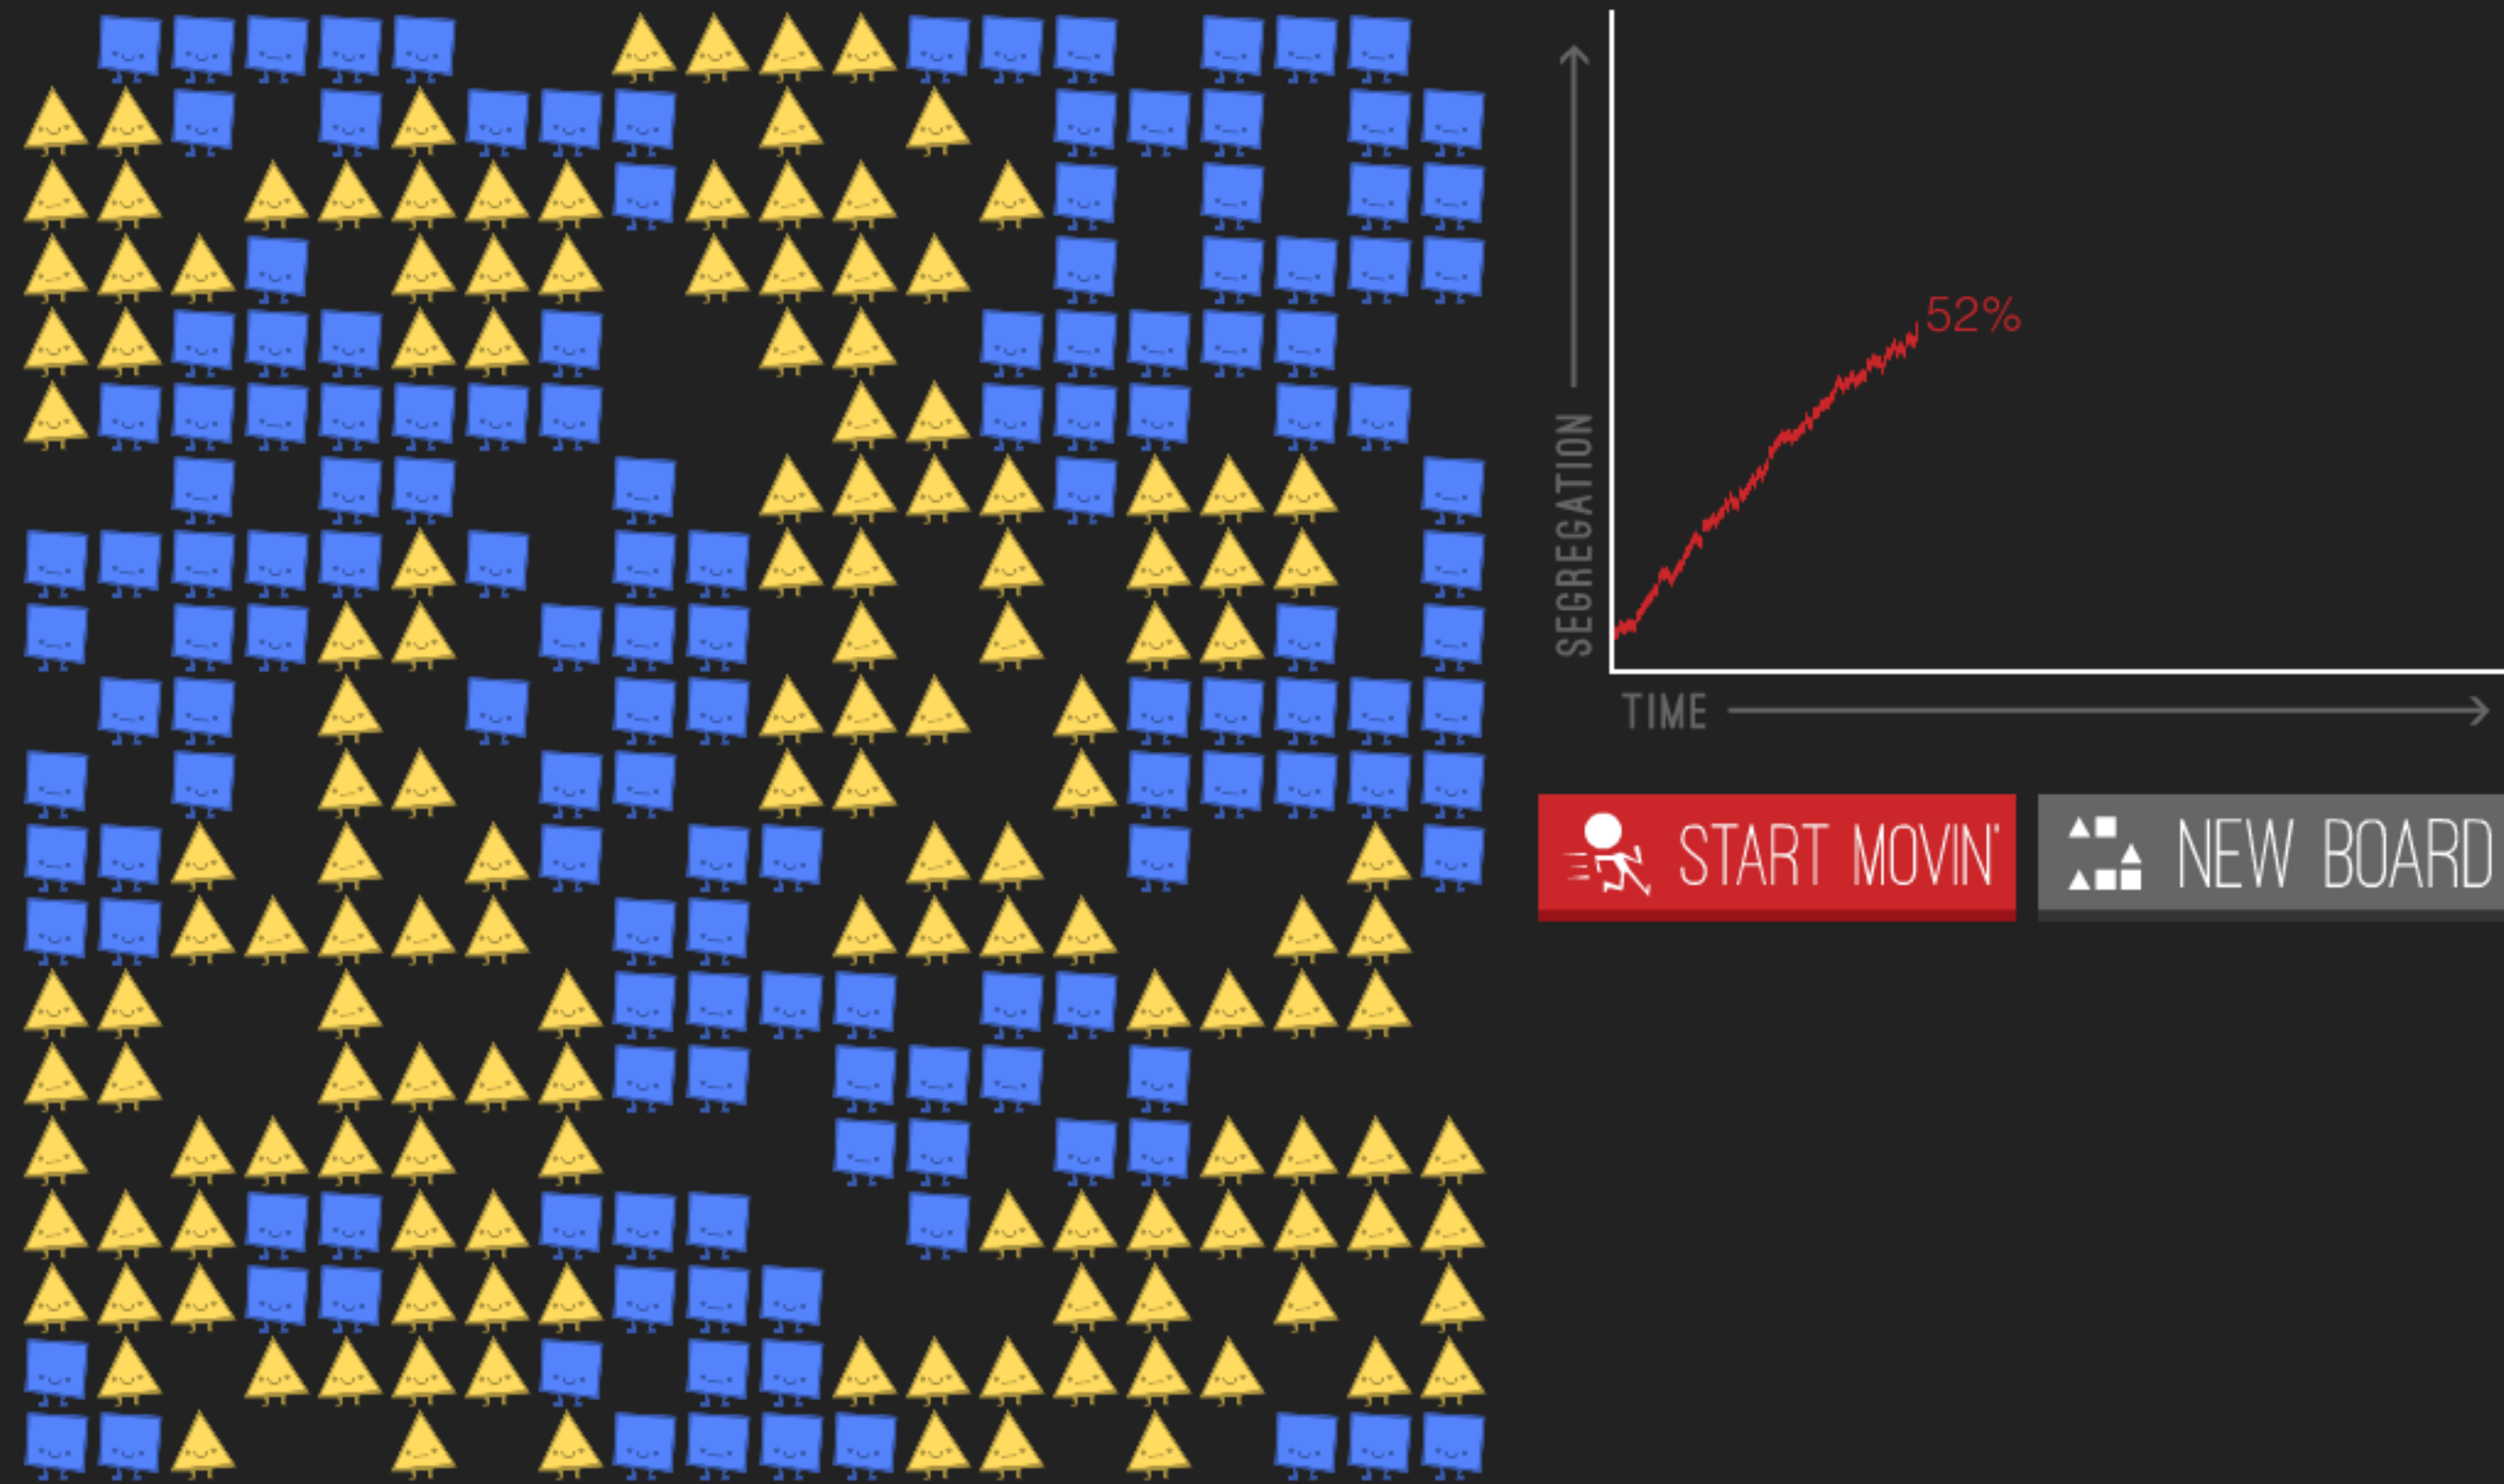 52%
SEGREGATION
TIME
START MOVIN'
NEW BOARD